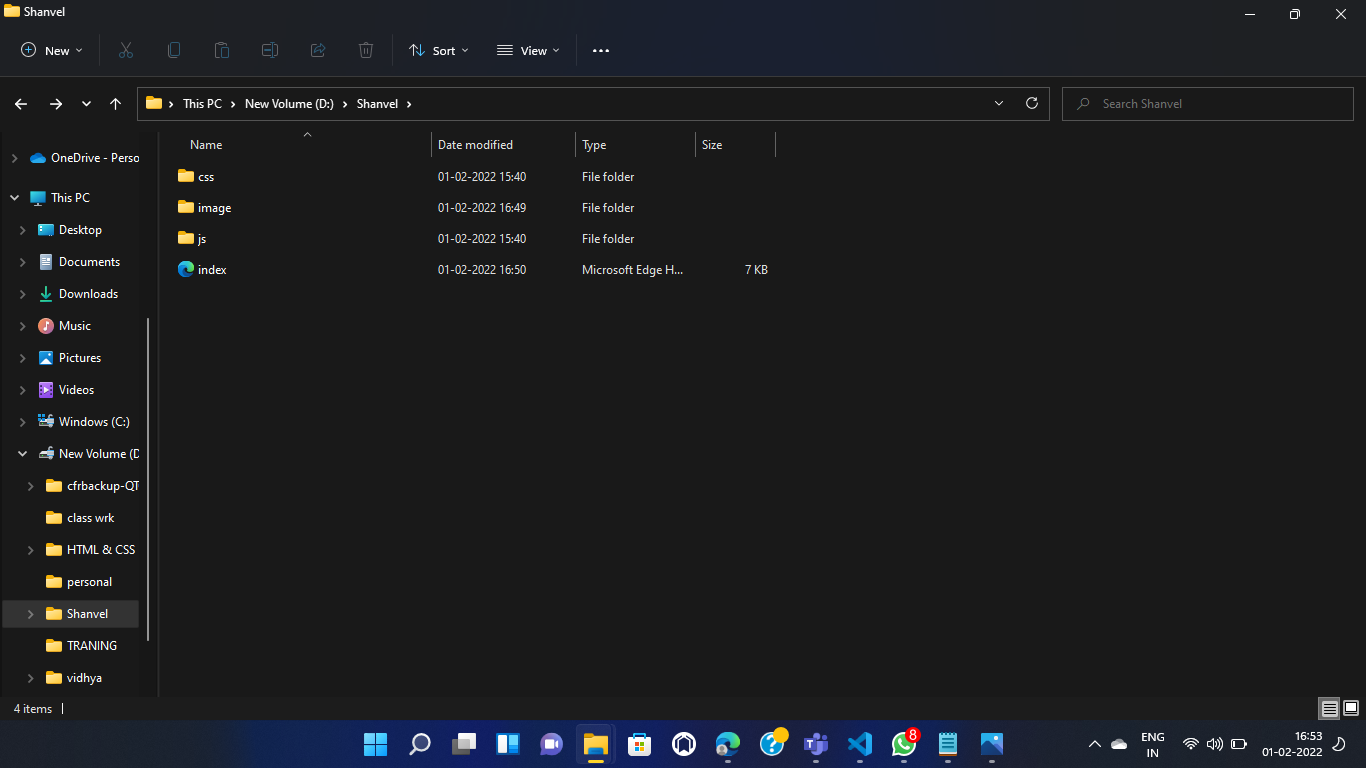 Shanvel
New Sort View
This PC New Volume (D:) Shanvel Search Shanvel
Name Date modified Type Size
OneDrive - Perso
This PC
Desktop
Documents
Downloads
Music
Pictures
Videos
Windows (C:)
New Volume (D
cfrbackup-QT
class wrk
HTML & CSS
personal
Shanvel
TRANING
vidhya
css 01-02-2022 15:40 File folder
image 01-02-2022 16:49 File folder
js 01-02-2022 15:40 File folder
index 01-02-2022 16:50 Microsoft Edge H... 7 KB
4 items
8
ENG
IN
16:53
01-02-2022